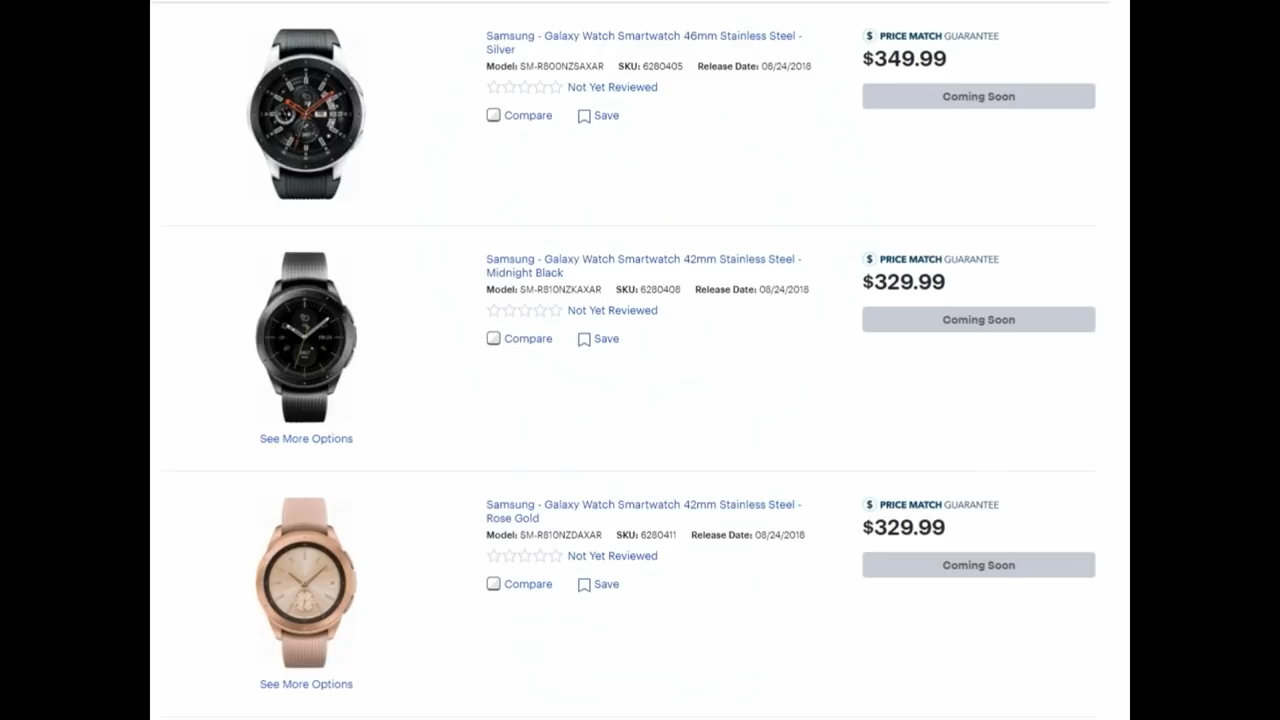 Samsung - Galaxy Watch Smartwatch 46mm Stainless Steel -
Silver
Model: SM-R800NZSAXAR SKU: 6280405 Release Date: 08/24/2018
Not Yet Reviewed
Compare Save
$ PRICE MATCH GUARANTEE
$349.99
Coming Soon
Samsung - Galaxy Watch Smartwatch 42mm Stainless Steel -
Midnight Black
Model: SM-R810NZKAXAR SKU: 6280408 Release Date: 08/24/2018
Not Yet Reviewed
Compare Save
See More Options
$ PRICE MATCH GUARANTEE
$329.99
Coming Soon
Samsung - Galaxy Watch Smartwatch 42mm Stainless Steel -
Rose Gold
Model: SM-R810NZDAXAR SKU: 6280411 Release Date: 08/24/2018
Not Yet Reviewed
Compare Save
See More Options
$ PRICE MATCH GUARANTEE
$329.99
Coming Soon